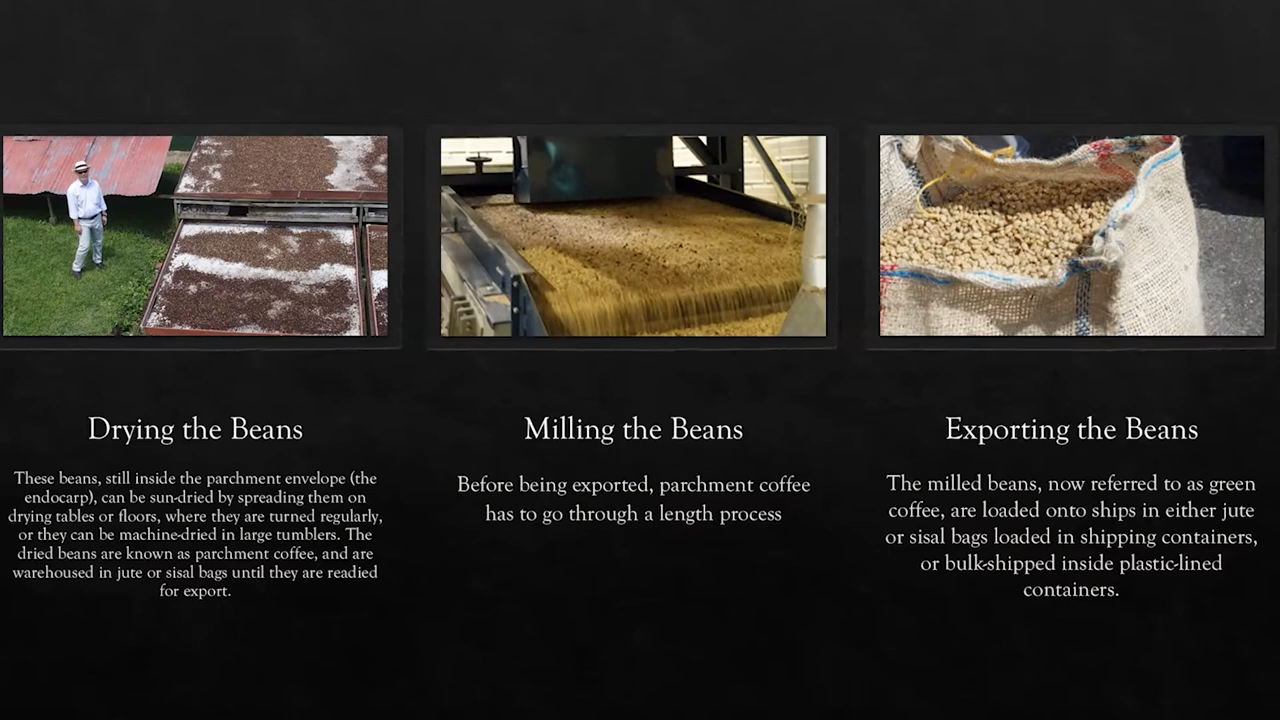 Drying the Beans
These beans, still inside the parchment envelope (the
endocarp), can be sun-dried by spreading them on
drying tables or floors, where they are turned regularly,
or they can be machine-dried in large tumblers. The
dried beans are known as parchment coffee, and are
warehoused in jute or sisal bags until they are readied
for export.
Milling the Beans
Before being exported, parchment coffee
has to go through a length process
Exporting the Beans
The milled beans, now referred to as green
coffee, are loaded onto ships in either jute
or sisal bags loaded in shipping containers,
or bulk-shipped inside plastic-lined
containers.